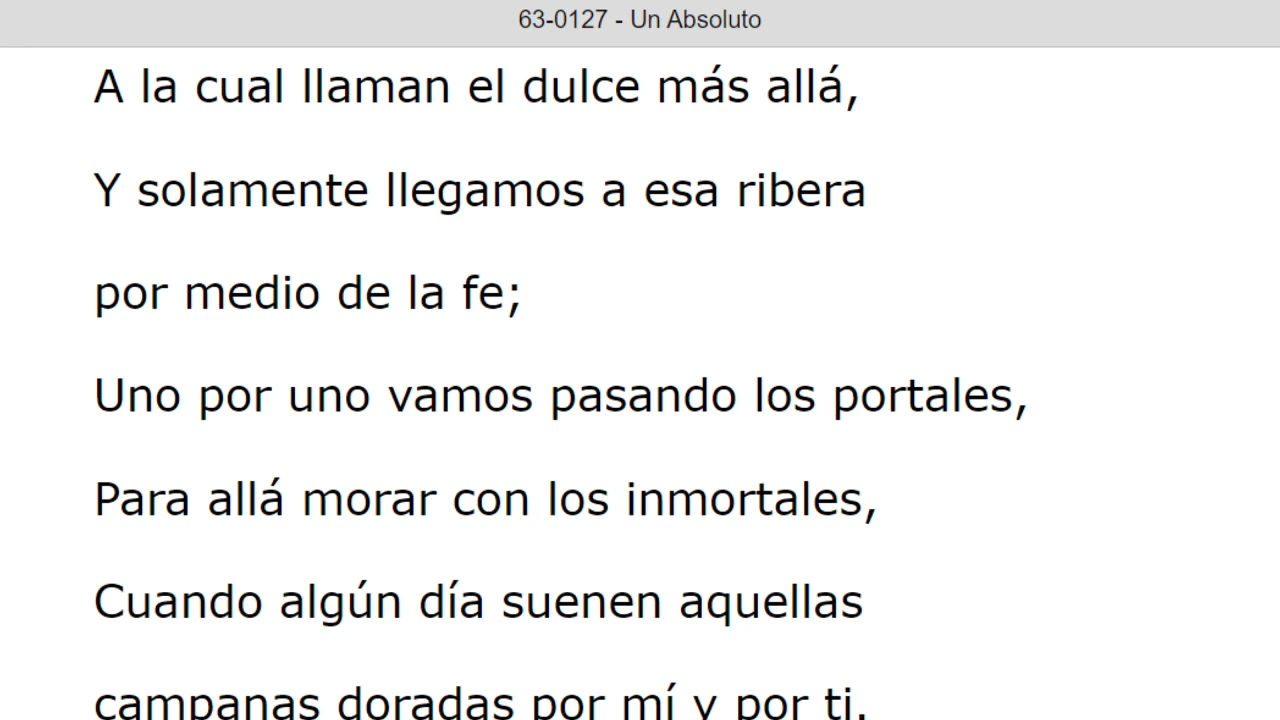 63-0127 - Un Absoluto
A la cual llaman el dulce más allá,
Y solamente llegamos a esa ribera
por medio de la fe;
Uno por uno vamos pasando los portales,
Para allá morar con los inmortales,
Cuando algún día suenen aquellas
campanas doradas por mí y por ti.